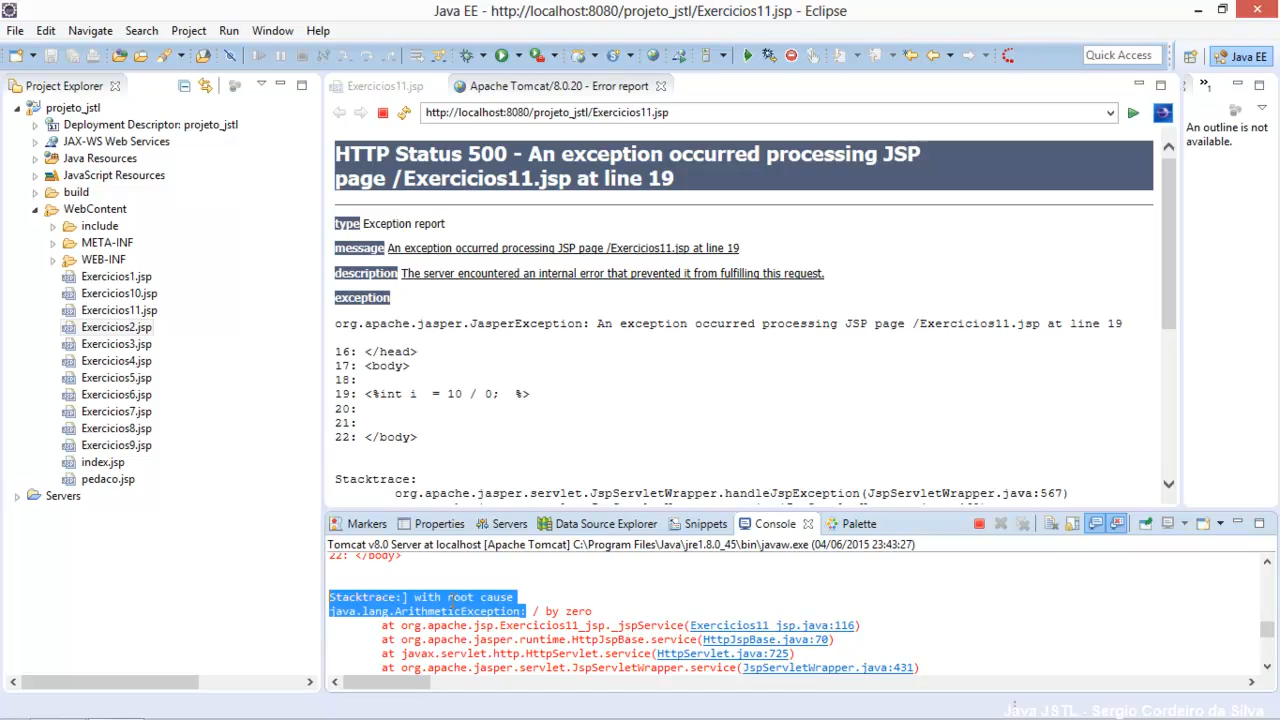 Java EE - http://localhost:8080/projeto_jstl/Exercicios11.jsp - Eclipse
File Edit Navigate Search Project Run Window Help
Quick Access
Java EE
Project Explorer
projeto_jstl
Deployment Descriptor: projeto_jstl
JAX-WS Web Services
Java Resources
JavaScript Resources
build
WebContent
include
META-INF
WEB-INF
Exercicios1.jsp
Exercicios10.jsp
Exercicios11.jsp
Exercicios2.jsp
Exercicios3.jsp
Exercicios4.jsp
Exercicios5.jsp
Exercicios6.jsp
Exercicios7.jsp
Exercicios8.jsp
Exercicios9.jsp
index.jsp
pedaco.jsp
Servers
Exercicios11.jsp
Apache Tomcat/8.0.20 - Error report
http://localhost:8080/projeto_jstl/Exercicios11.jsp
HTTP Status 500 - An exception occurred processing JSP
page /Exercicios11.jsp at line 19
type Exception report
message An exception occurred processing JSP page /Exercicios11.jsp at line 19
description The server encountered an internal error that prevented it from fulfilling this request.
exception
org.apache.jasper.JasperException: An exception occurred processing JSP page /Exercicios11.jsp at line 19
16: </head>
17: <body>
18:
19: <%int i  = 10 / 0;  %>
20:
21:
22: </body>
Stacktrace:
org.apache.jasper.servlet.JspServletWrapper.handleJspException(JspServletWrapper.java:567)
1
An outline is not
available.
Markers Properties Servers Data Source Explorer Snippets Console Palette
Tomcat v8.0 Server at localhost [Apache Tomcat] C:\Program Files\Java\jre1.8.0_45\bin\javaw.exe (04/06/2015 23:43:27)
22: </body>
Stacktrace:] with root cause
java.lang.ArithmeticException: / by zero
at org.apache.jsp.Exercicios11_jsp._jspService(Exercicios11_jsp.java:116)
at org.apache.jasper.runtime.HttpJspBase.service(HttpJspBase.java:70)
at javax.servlet.http.HttpServlet.service(HttpServlet.java:725)
at org.apache.jasper.servlet.JspServletWrapper.service(JspServletWrapper.java:431)
Java JSTL - Sergio Cordeiro da Silva